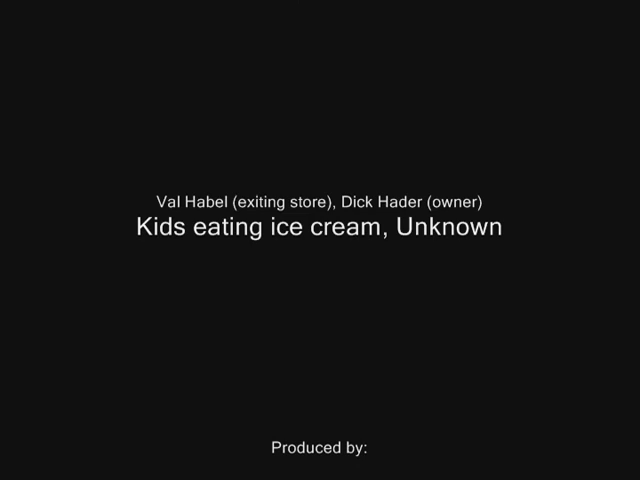 Val Habel (exiting store), Dick Hader (owner)
Kids eating ice cream, Unknown
Produced by: